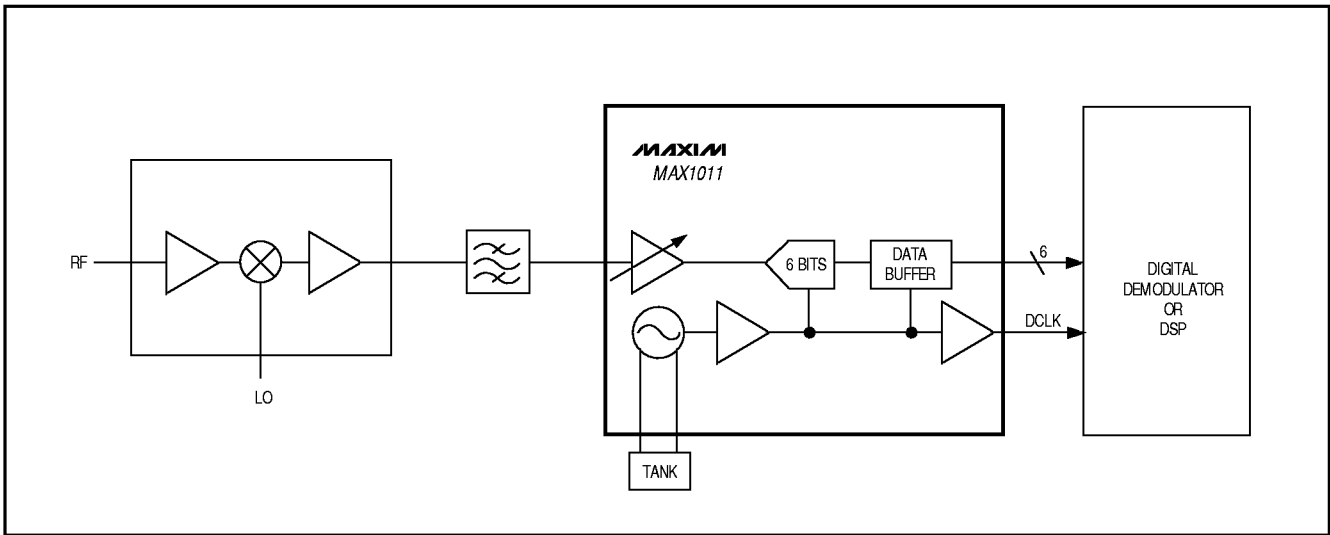 MAXIM
MAX1011
RF
LO
6 BITS
DATA
BUFFER
6
DCLK
TANK
DIGITAL
DEMODULATOR
OR
DSP